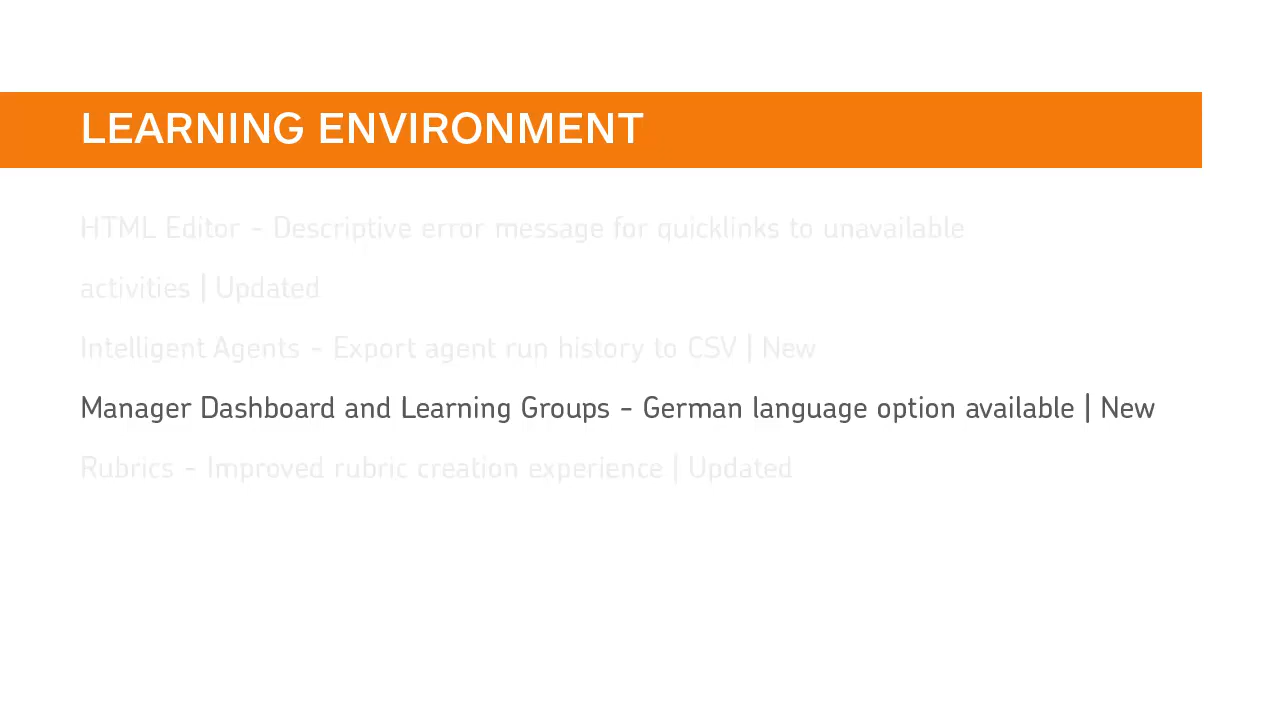 LEARNING ENVIRONMENT
HTML Editor - Descriptive error message for quicklinks to unavailable
activities | Updated
Intelligent Agents - Export agent run history to CSV | New
Manager Dashboard and Learning Groups - German language option available | New
Rubrics - Improved rubric creation experience | Updated